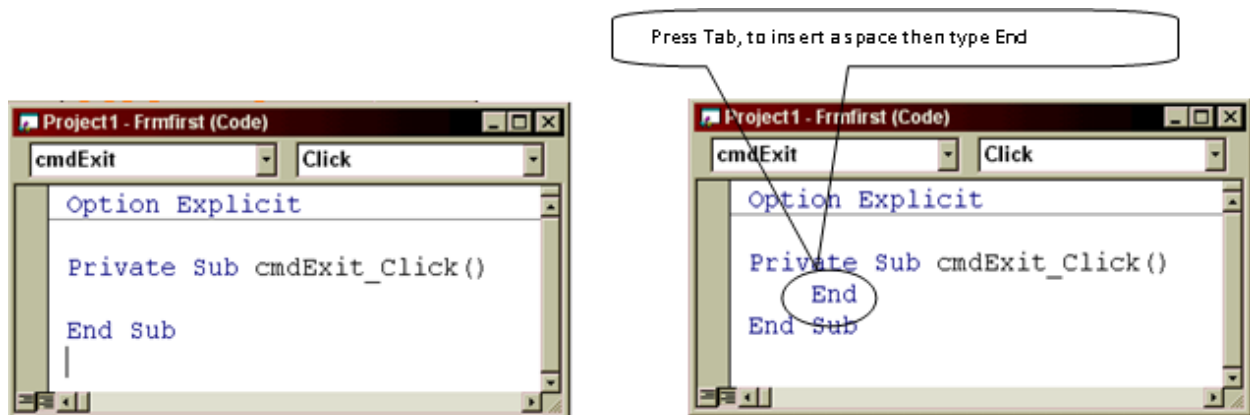 Press Tab, to insert a space then type End
Project1 - Frmfirst (Code)
cmdExit
Click
Option Explicit
Private Sub cmdExit_Click()
End Sub
Project1 - Frmfirst (Code)
cmdExit
Click
Option Explicit
Private Sub cmdExit_Click()
End
End Sub